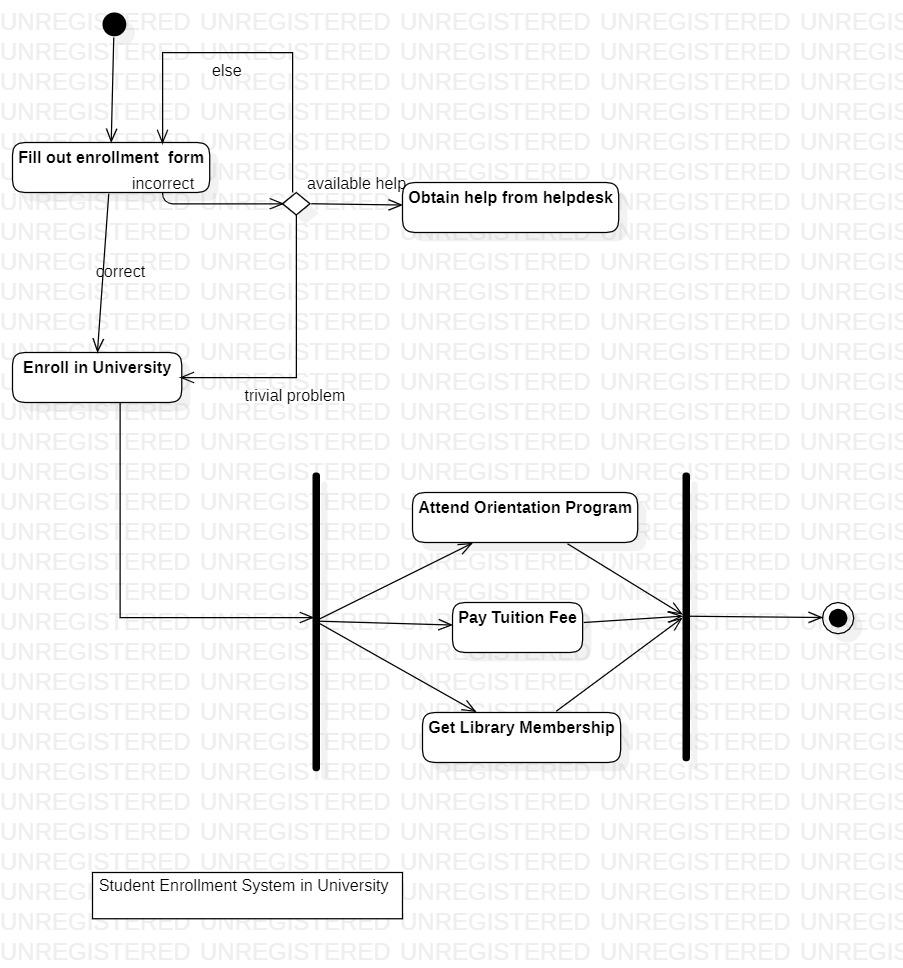 else
Fill out enrollment  form
incorrect
available help
Obtain help from helpdesk
correct
Enroll in University
trivial problem
Attend Orientation Program
Pay Tuition Fee
Get Library Membership
Student Enrollment System in University
UNREGISTERED